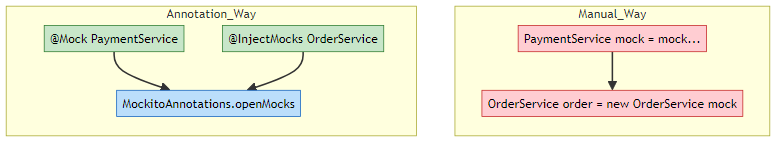 Annotation_Way
@Mock PaymentService
@InjectMocks OrderService
MockitoAnnotations.openMocks
Manual_Way
PaymentService mock = mock...
OrderService order = new OrderService mock